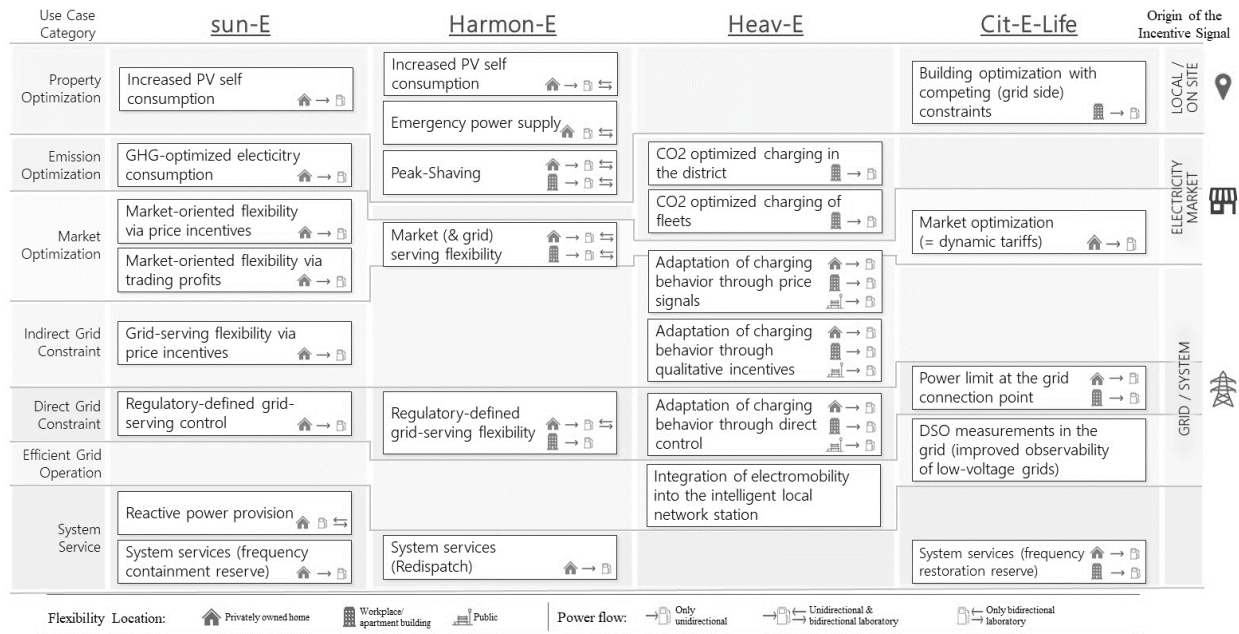 Use Case
Category
sun-E
Harmon-E
Heav-E
Cit-E-Life
Origin of the
Incentive Signal
Property
Optimization
Increased PV self
consumption
Increased PV self
consumption
Emergency power supply
Building optimization with
competing (grid side)
constraints
LOCAL /
ON SITE
Emission
Optimization
GHG-optimized electicitry
consumption
Peak-Shaving
CO2 optimized charging in
the district
CO2 optimized charging of
fleets
ELECTRICITY
MARKET
Market
Optimization
Market-oriented flexibility
via price incentives
Market-oriented flexibility via
trading profits
Market (& grid)
serving flexibility
Market optimization
(= dynamic tariffs)
Adaptation of charging
behavior through price
signals
Indirect Grid
Constraint
Grid-serving flexibility via
price incentives
Adaptation of charging
behavior through
qualitative incentives
Power limit at the grid
connection point
GRID / SYSTEM
Direct Grid
Constraint
Regulatory-defined grid-
serving control
Regulatory-defined
grid-serving flexibility
Adaptation of charging
behavior through direct
control
DSO measurements in the
grid (improved observability
of low-voltage grids)
Efficient Grid
Operation
Integration of electromobility
into the intelligent local
network station
System
Service
Reactive power provision
System services (frequency
containment reserve)
System services
(Redispatch)
System services (frequency
restoration reserve)
Flexibility Location:
Privately owned home
Workplace/
apartment building
Public
Power flow:
Only
unidirectional
Unidirectional &
bidirectional laboratory
Only bidirectional
laboratory